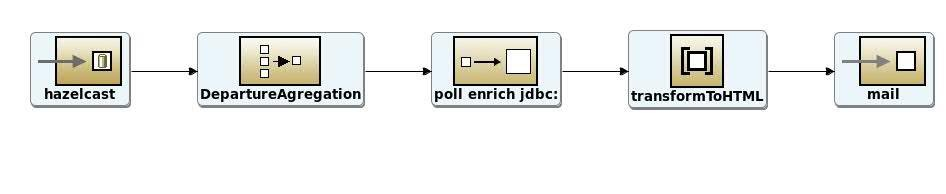 hazelcast
DepartureAgregation
poll enrich jdbc:
transformToHTML
mail